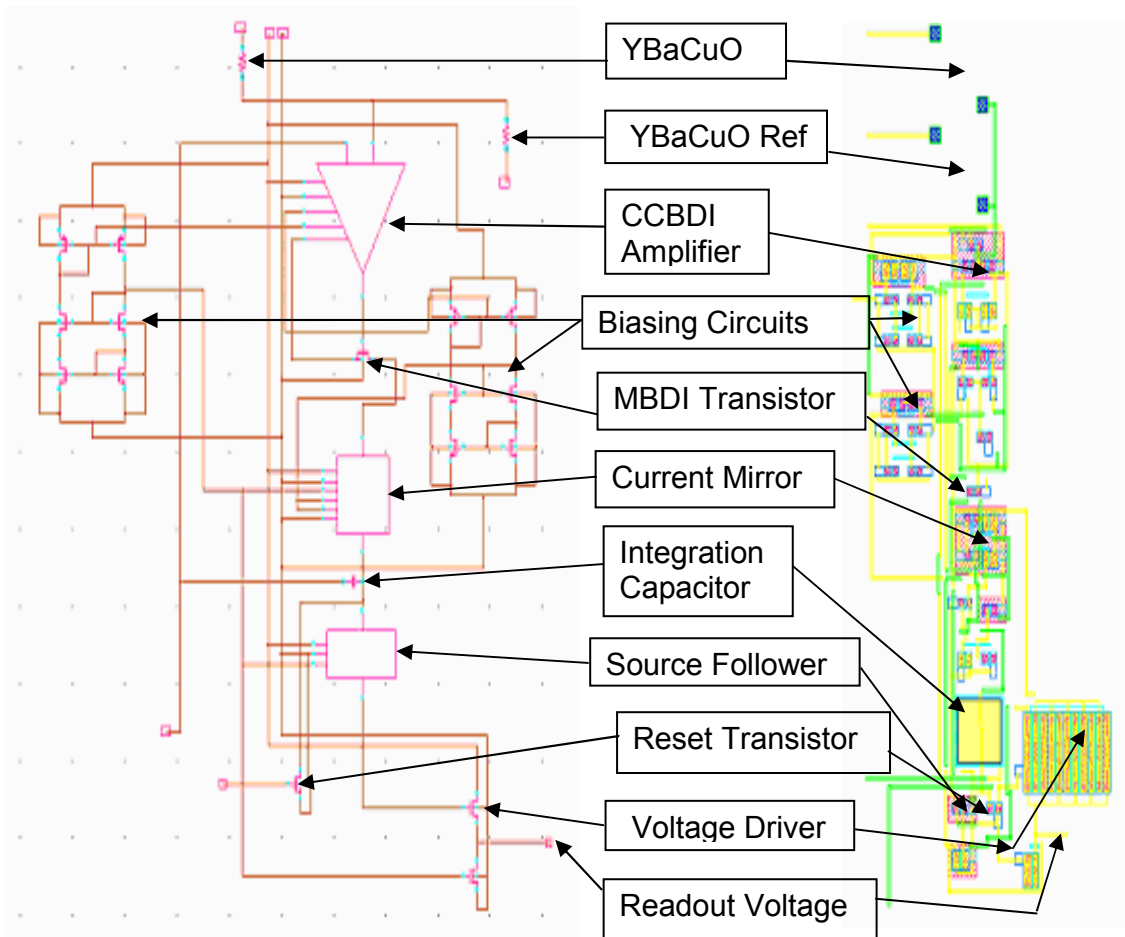 YBaCuO
YBaCuO Ref
CCBDI
Amplifier
Biasing Circuits
MBDI Transistor
Current Mirror
Integration
Capacitor
Source Follower
Reset Transistor
Voltage Driver
Readout Voltage